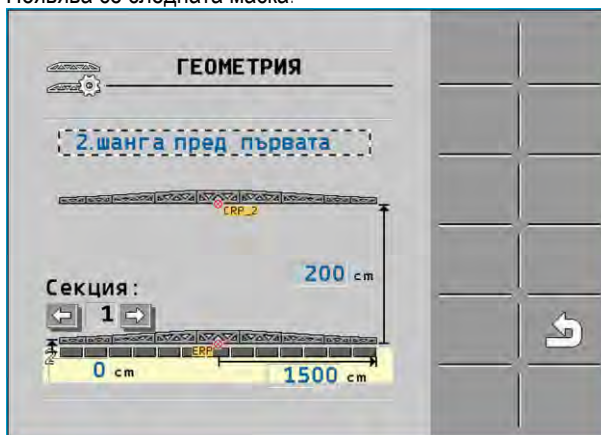 Появява се следната маска:
ГЕОМЕТРИЯ
2.шанга пред първата
CRP_2
200 cm
Секция:
1
ERP
0 cm
1500 cm